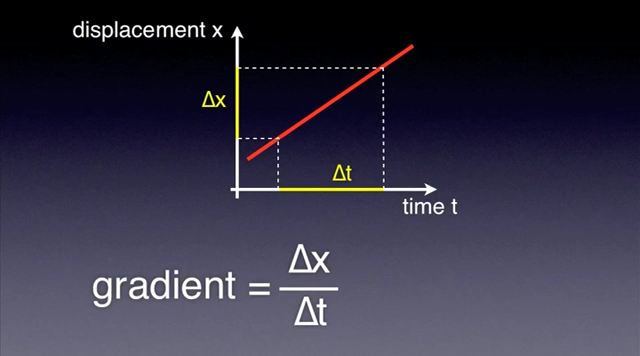 displacement x
Δx
Δt
time t
gradient = Δx
Δt